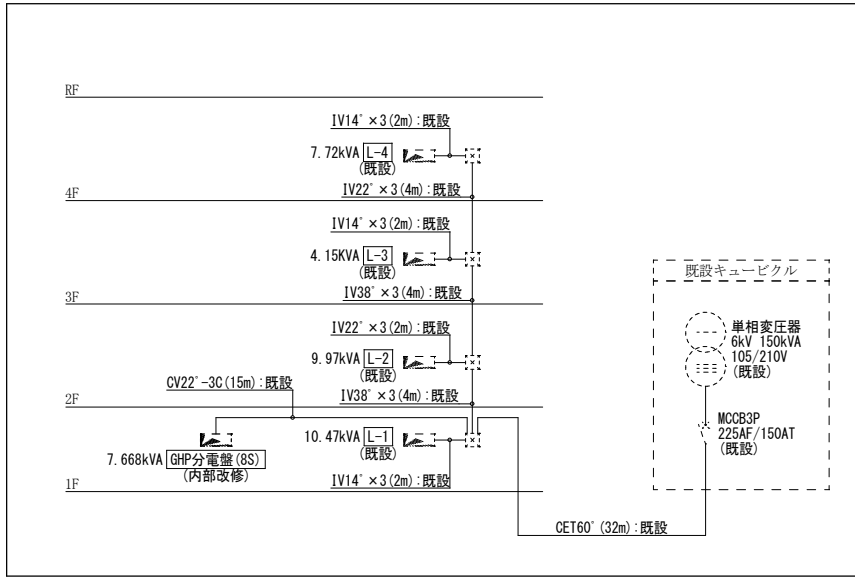 RF
IV14゜×3(2m):既設
7.72kVA L-4
(既設)
IV22゜×3(4m):既設
4F
IV14゜×3(2m):既設
4.15KVA L-3
(既設)
IV38゜×3(4m):既設
3F
IV22゜×3(2m):既設
9.97kVA L-2
(既設)
CV22゜-3C(15m):既設
IV38゜×3(4m):既設
2F
10.47kVA L-1
(既設)
7.668kVA GHP分電盤(8S)
(内部改修)
IV14゜×3(2m):既設
1F
既設キュービクル
単相変圧器
6kV 150kVA
105/210V
(既設)
MCCB3P
225AF/150AT
(既設)
CET60゜(32m):既設